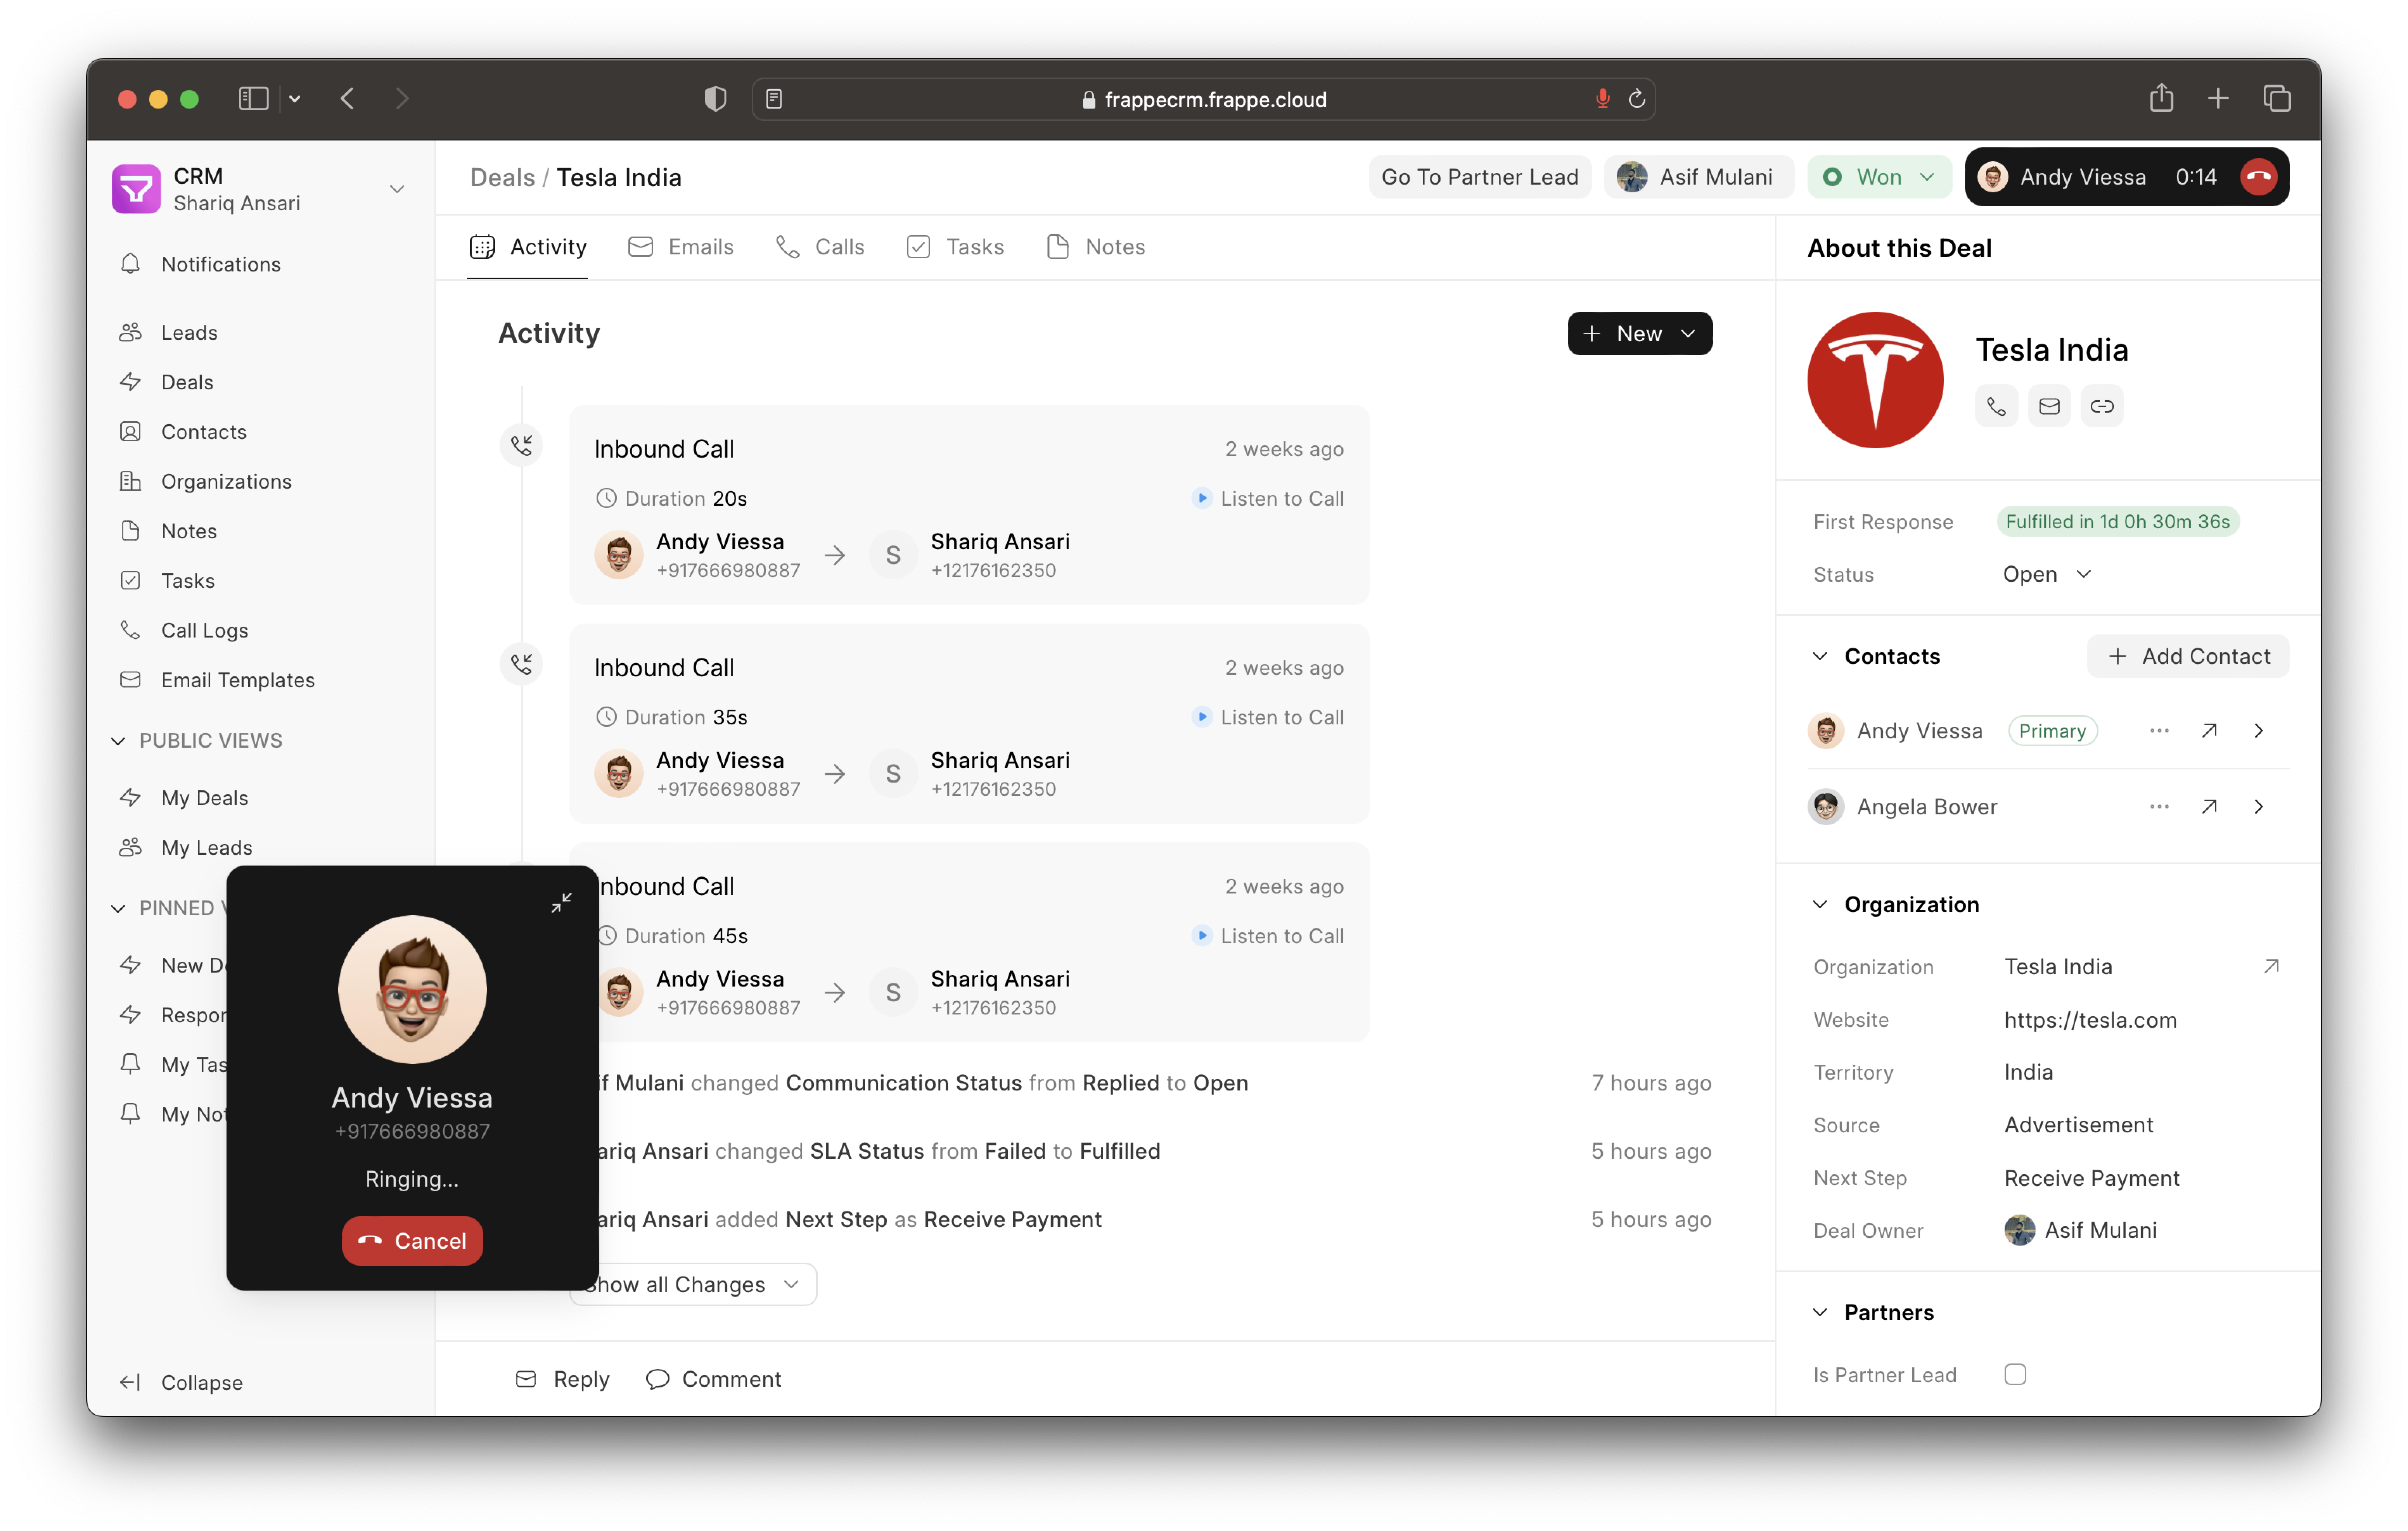 frappecrm.frappe.cloud
CRM
Shariq Ansari
Notifications
Leads
Deals
Contacts
Organizations
Notes
Tasks
Call Logs
Email Templates
PUBLIC VIEWS
My Deals
My Leads
PINNED
New
My
My
Collapse
Andy Viessa
+917666980887
Ringing...
Cancel
Deals / Tesla India
Go To Partner Lead
Asif Mulani
Won
Andy Viessa 0:14
Activity Emails Calls Tasks Notes
Activity
New
Inbound Call 2 weeks ago
Duration 20s Listen to Call
Andy Viessa S Shariq Ansari
+917666980887 +12176162350
Inbound Call 2 weeks ago
Duration 35s Listen to Call
Andy Viessa S Shariq Ansari
+917666980887 +12176162350
nbound Call 2 weeks ago
Duration 45s Listen to Call
Andy Viessa S Shariq Ansari
+917666980887 +12176162350
if Mulani changed Communication Status from Replied to Open 7 hours ago
ariq Ansari changed SLA Status from Failed to Fulfilled 5 hours ago
ariq Ansari added Next Step as Receive Payment 5 hours ago
how all Changes
Reply Comment
About this Deal
Tesla India
First Response Fulfilled in 1d 0h 30m 36s
Status Open
Contacts Add Contact
Andy Viessa Primary
Angela Bower
Organization
Organization Tesla India
Website https://tesla.com
Territory India
Source Advertisement
Next Step Receive Payment
Deal Owner Asif Mulani
Partners
Is Partner Lead